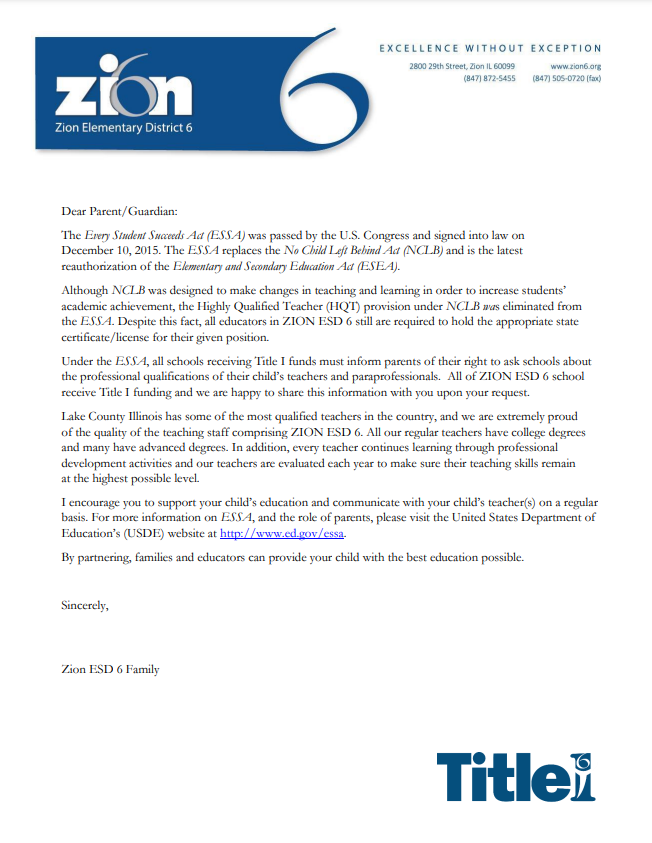 EXCELLENCE WITHOUT EXCEPTION
2800 29th Street, Zion IL 60099 www.zion6.org
(847) 872-5455 (847) 505-0720 (fax)
zion
6
Zion Elementary District 6
Dear Parent/Guardian:
The Every Student Succeeds Act (ESSA) was passed by the U.S. Congress and signed into law on
December 10, 2015. The ESSA replaces the No Child Left Behind Act (NCLB) and is the latest
reauthorization of the Elementary and Secondary Education Act (ESEA).
Although NCLB was designed to make changes in teaching and learning in order to increase students’
academic achievement, the Highly Qualified Teacher (HQT) provision under NCLB was eliminated from
the ESSA. Despite this fact, all educators in ZION ESD 6 still are required to hold the appropriate state
certificate/license for their given position.
Under the ESSA, all schools receiving Title I funds must inform parents of their right to ask schools about
the professional qualifications of their child’s teachers and paraprofessionals. All of ZION ESD 6 school
receive Title I funding and we are happy to share this information with you upon your request.
Lake County Illinois has some of the most qualified teachers in the country, and we are extremely proud
of the quality of the teaching staff comprising ZION ESD 6. All our regular teachers have college degrees
and many have advanced degrees. In addition, every teacher continues learning through professional
development activities and our teachers are evaluated each year to make sure their teaching skills remain
at the highest possible level.
I encourage you to support your child’s education and communicate with your child’s teacher(s) on a regular
basis. For more information on ESSA, and the role of parents, please visit the United States Department of
Education’s (USDE) website at http://www.ed.gov/essa.
By partnering, families and educators can provide your child with the best education possible.
Sincerely,
Zion ESD 6 Family
Title i 6